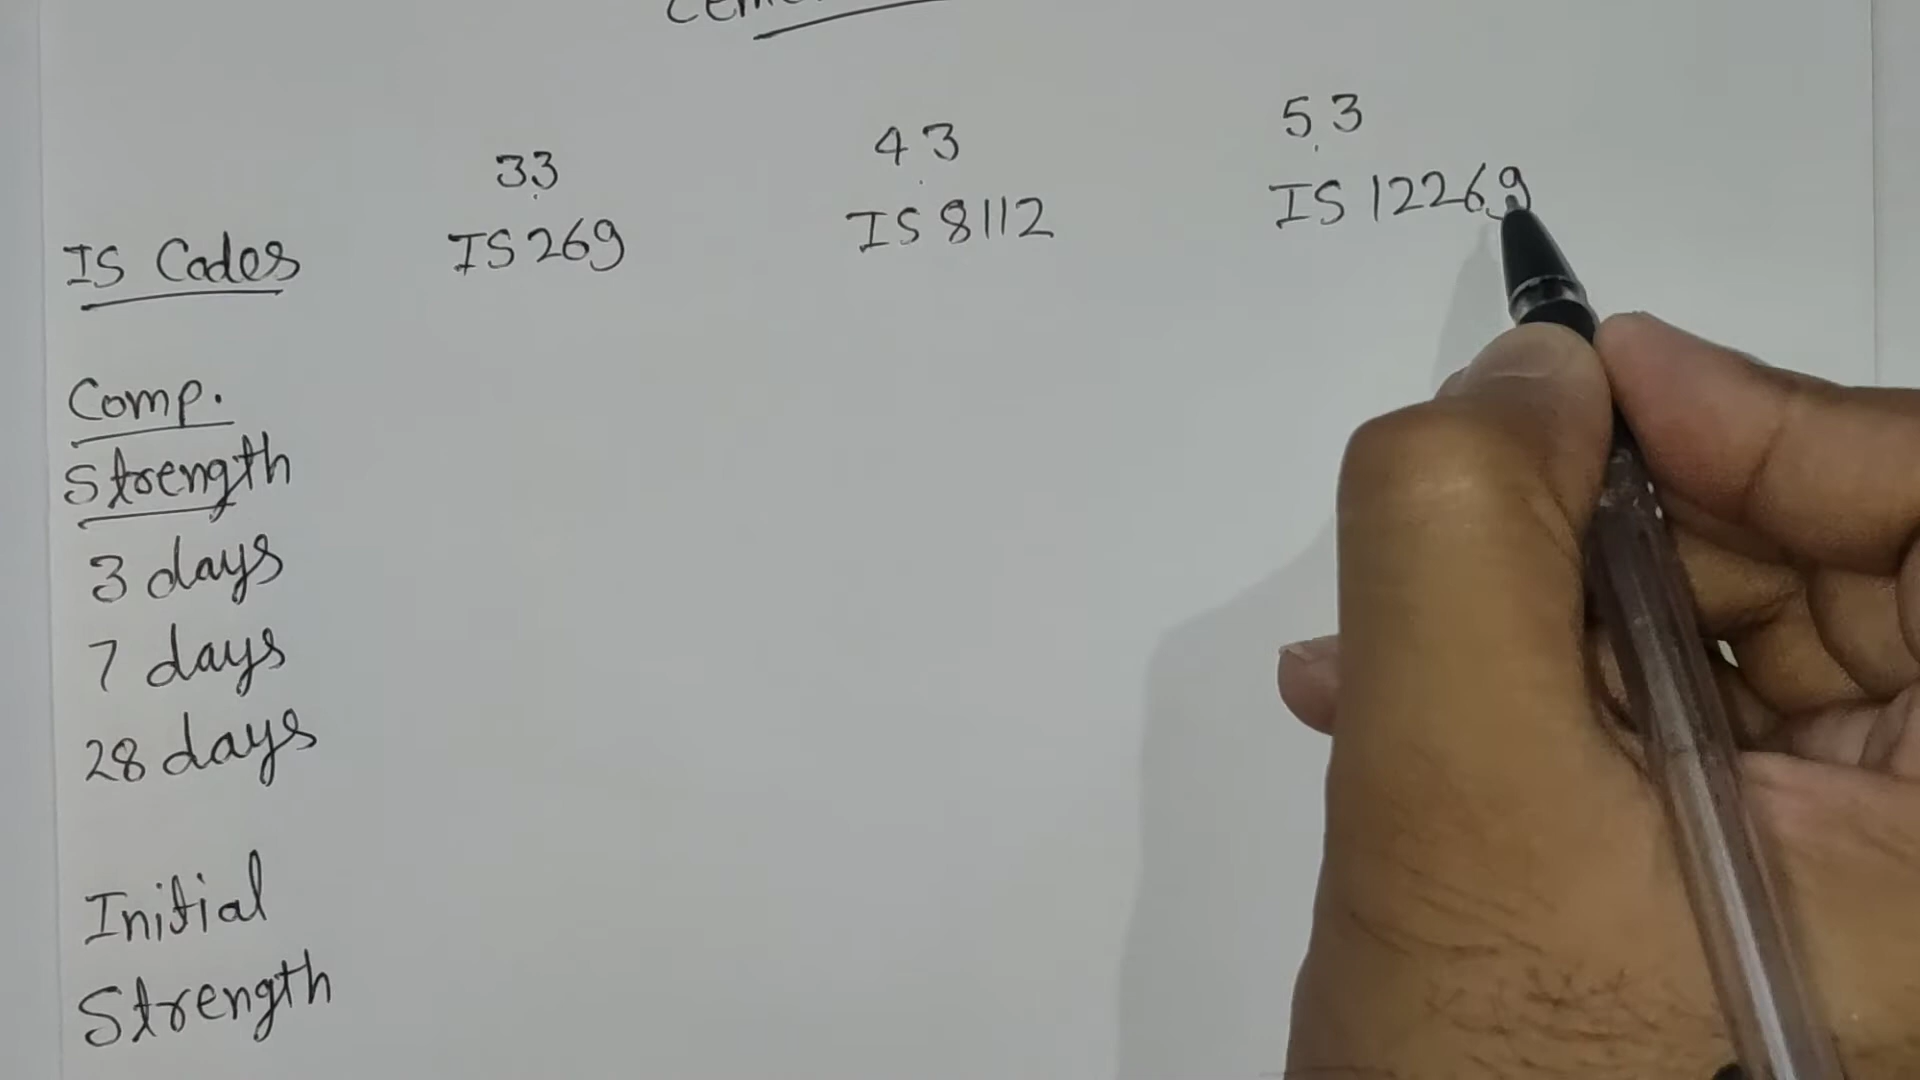 33 43 53
IS Codes IS 269 IS 8112 IS 12269
Comp.
Strength
3 days
7 days
28 days
Initial
Strength